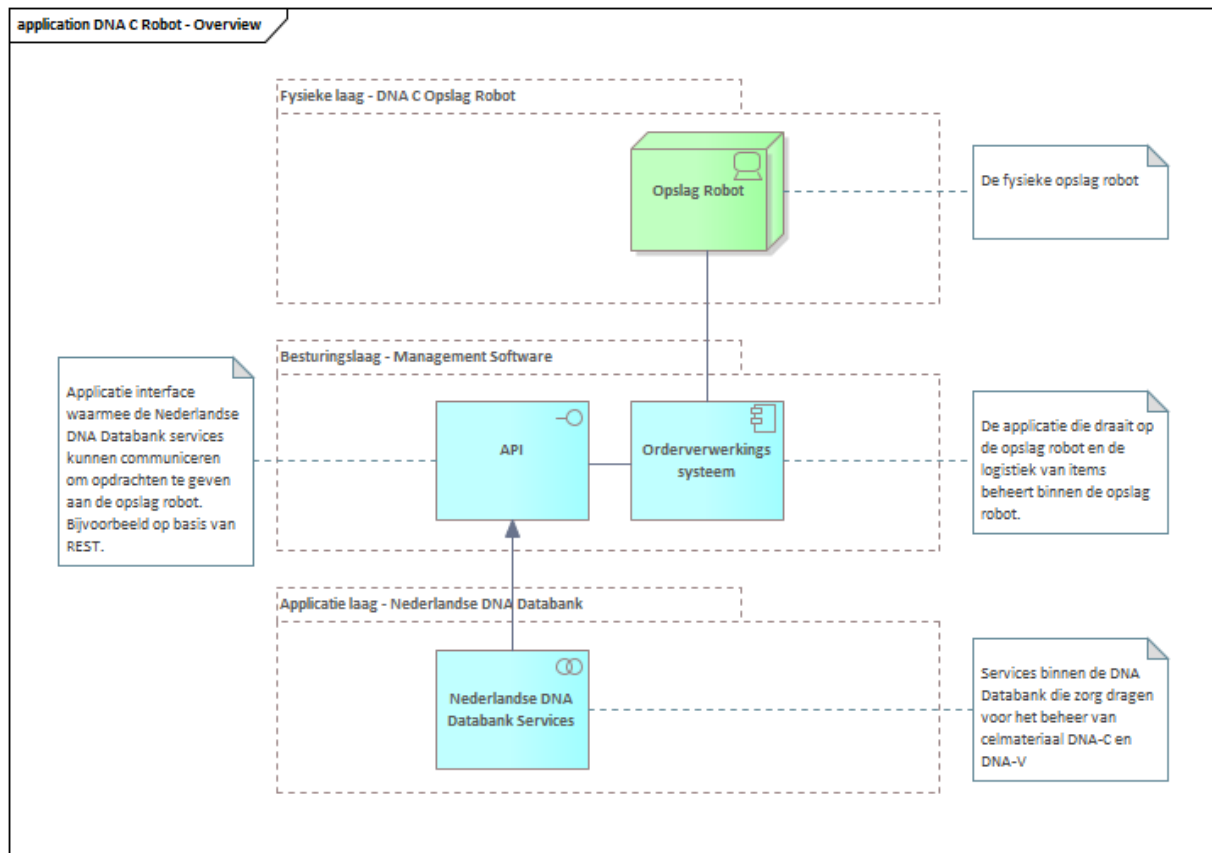 application DNA C Robot - Overview
Fysieke laag - DNA C Opslag Robot
Opslag Robot
De fysieke opslag robot
Besturingslaag - Management Software
Applicatie interface
waarmee de Nederlandse
DNA Databank services
kunnen communiceren
om opdrachten te geven
aan de opslag robot.
Bijvoorbeeld op basis van
REST.
API
Orderverwerkings
systeem
De applicatie die draait op
de opslag robot en de
logistiek van items
beheert binnen de opslag
robot.
Applicatie laag - Nederlandse DNA Databank
Nederlandse DNA
Databank Services
Services binnen de DNA
Databank die zorg dragen
voor het beheer van
celmateriaal DNA-C en
DNA-V